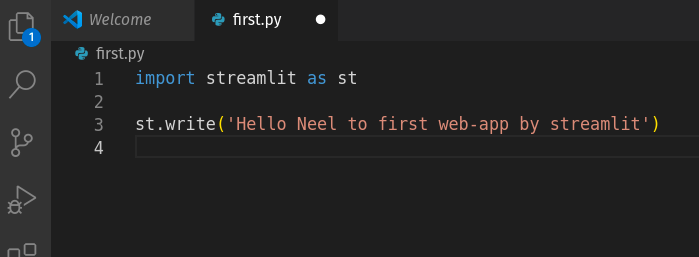 Welcome
first.py
1
first.py
1 import streamlit as st
2
3 st.write('Hello Neel to first web-app by streamlit')
4